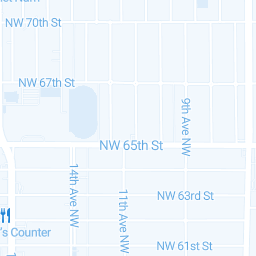 NW 70th St
NW 67th St
9th Ave NW
NW 65th St
14th Ave NW
11th Ave NW
NW 63rd St
's Counter
NW 61st St